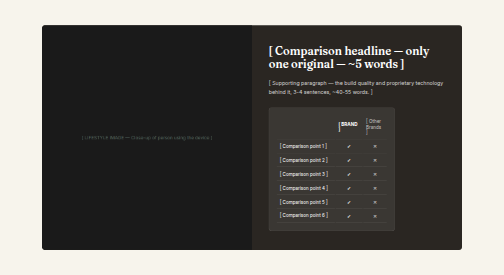 [ LIFESTYLE IMAGE — Close-up of person using the device ]
[ Comparison headline — only
one original — ~5 words ]
[ Supporting paragraph — the build quality and proprietary technology
behind it, 3-4 sentences, ~40-55 words. ]
[ BRAND ]
[ Other
Brands
]
[ Comparison point 1 ] ✓ ✕
[ Comparison point 2 ] ✓ ✕
[ Comparison point 3 ] ✓ ✕
[ Comparison point 4 ] ✓ ✕
[ Comparison point 5 ] ✓ ✕
[ Comparison point 6 ] ✓ ✕